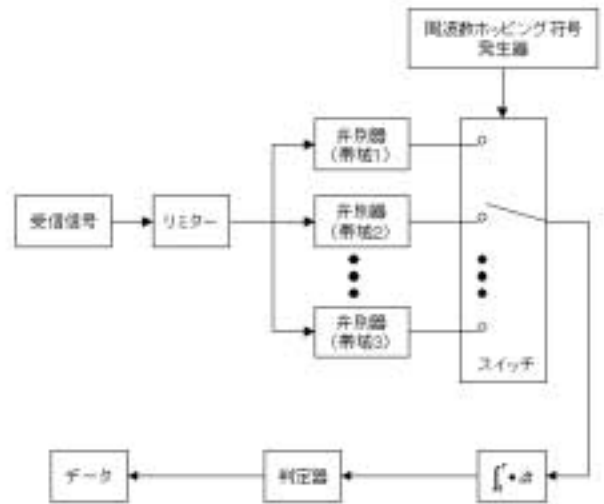 周波数ホッピング符号
発生器
弁別器
(帯域1)
受信信号
リミター
弁別器
(帯域2)
弁別器
(帯域3)
スイッチ
データ
判定器